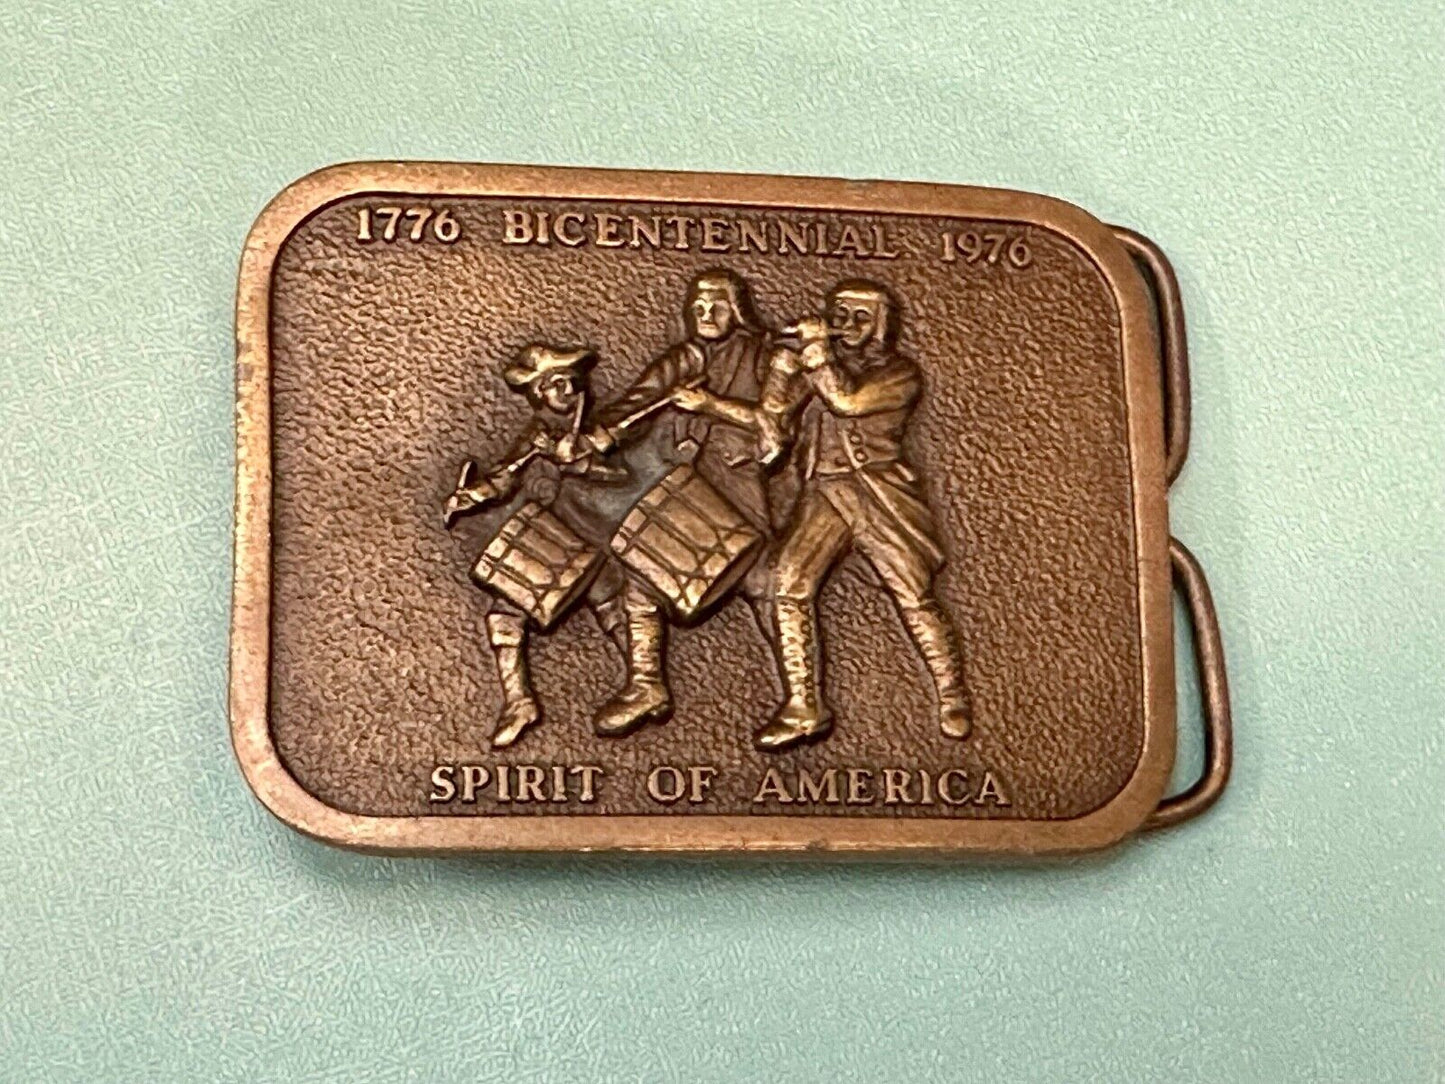 1776 BICENTENNIAL 1976
SPIRIT OF AMERICA